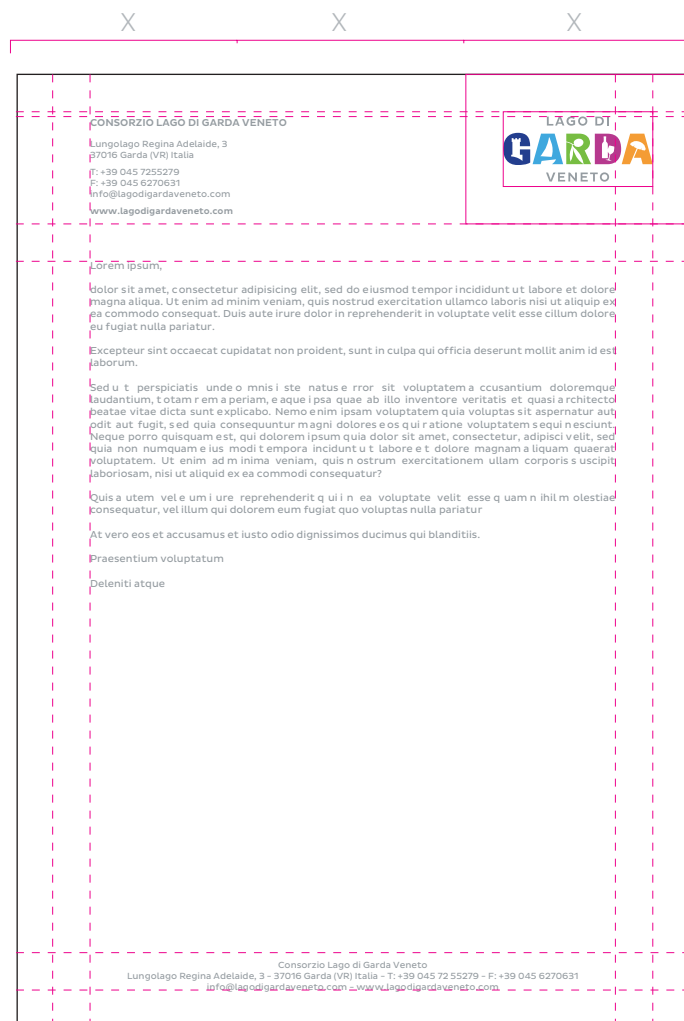 X X X
CONSORZIO LAGO DI GARDA VENETO
Lungolago Regina Adelaide, 3
37016 Garda (VR) Italia
T: +39 045 7255279
F: +39 045 6270631
info@lagodigardaveneto.com
www.lagodigardaveneto.com
LAGO DI
GARDA
VENETO
Lorem ipsum,
dolor sit amet, consectetur adipisicing elit, sed do eiusmod tempor incididunt ut labore et dolore
magna aliqua. Ut enim ad minim veniam, quis nostrud exercitation ullamco laboris nisi ut aliquip ex
ea commodo consequat. Duis aute irure dolor in reprehenderit in voluptate velit esse cillum dolore
eu fugiat nulla pariatur.
Excepteur sint occaecat cupidatat non proident, sunt in culpa qui officia deserunt mollit anim id est
laborum.
Sed u t perspiciatis unde o mnis i ste natus e rror sit voluptatem a ccusantium doloremque
laudantium, t otam r em a periam, e aque i psa quae ab illo inventore veritatis et quasi a rchitecto
beatae vitae dicta sunt explicabo. Nemo enim ipsam voluptatem quia voluptas sit aspernatur aut
odit aut fugit, s ed quia consequuntur m agni dolores e os qui r atione voluptatem s equi n esciunt.
Neque porro quisquam est, qui dolorem ipsum quia dolor sit amet, consectetur, adipisci v elit, sed
quia non numquam e ius modi t empora incidunt u t labore e t dolore magnam a liquam quaerat
voluptatem. Ut enim ad m inima veniam, quis n ostrum exercitationem ullam corporis s uscipit
laboriosam, nisi ut aliquid ex ea commodi consequatur?
Quis a utem vel e um i ure reprehenderit q ui i n ea voluptate velit esse q uam n ihil m olestiae
consequatur, vel illum qui dolorem eum fugiat quo voluptas nulla pariatur
At vero eos et accusamus et iusto odio dignissimos ducimus qui blanditiis.
Praesentium voluptatum
Deleniti atque
Consorzio Lago di Garda Veneto
Lungolago Regina Adelaide, 3 - 37016 Garda (VR) Italia - T: +39 045 72 55279 - F: +39 045 6270631
info@lagodigardaveneto.com - www.lagodigardaveneto.com